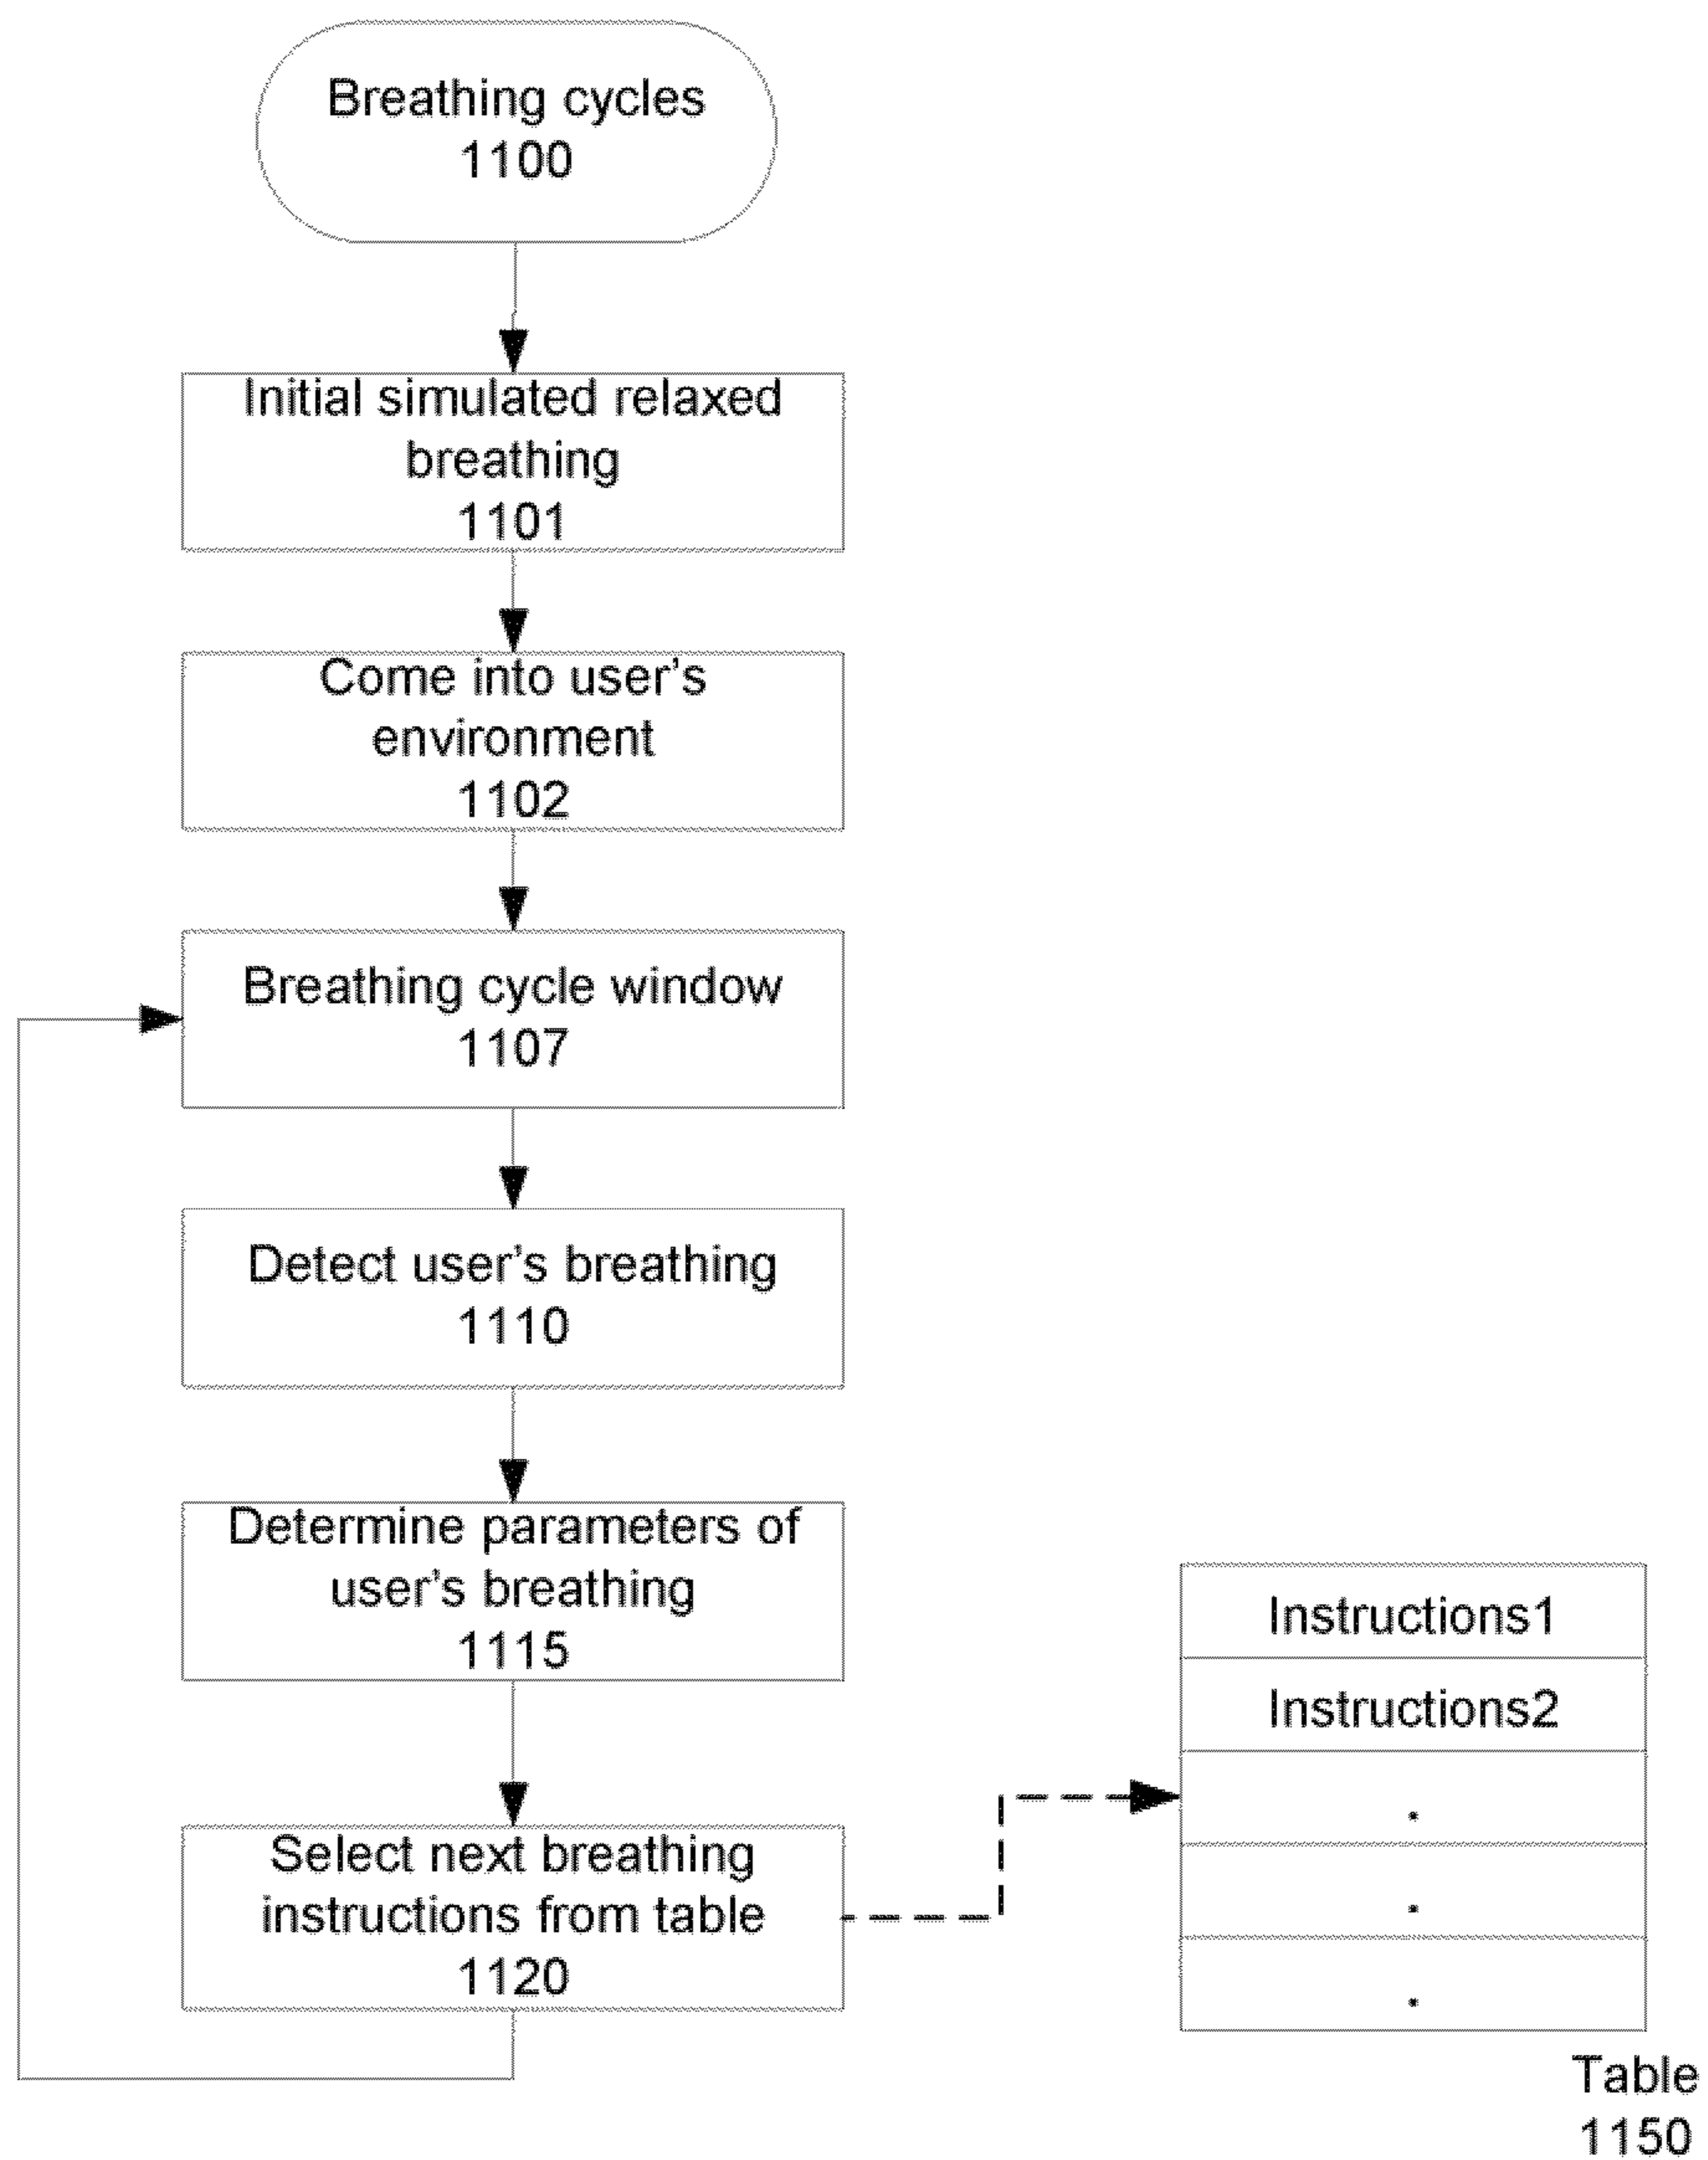 Breathing cycles
1100
Initial simulated relaxed
breathing
1101
Come into user's
environment
1102
Breathing cycle window
1107
Detect user's breathing
1110
Determine parameters of
user's breathing
1115
Select next breathing
instructions from table
1120
Instructions1
Instructions2
.
.
.
Table
1150